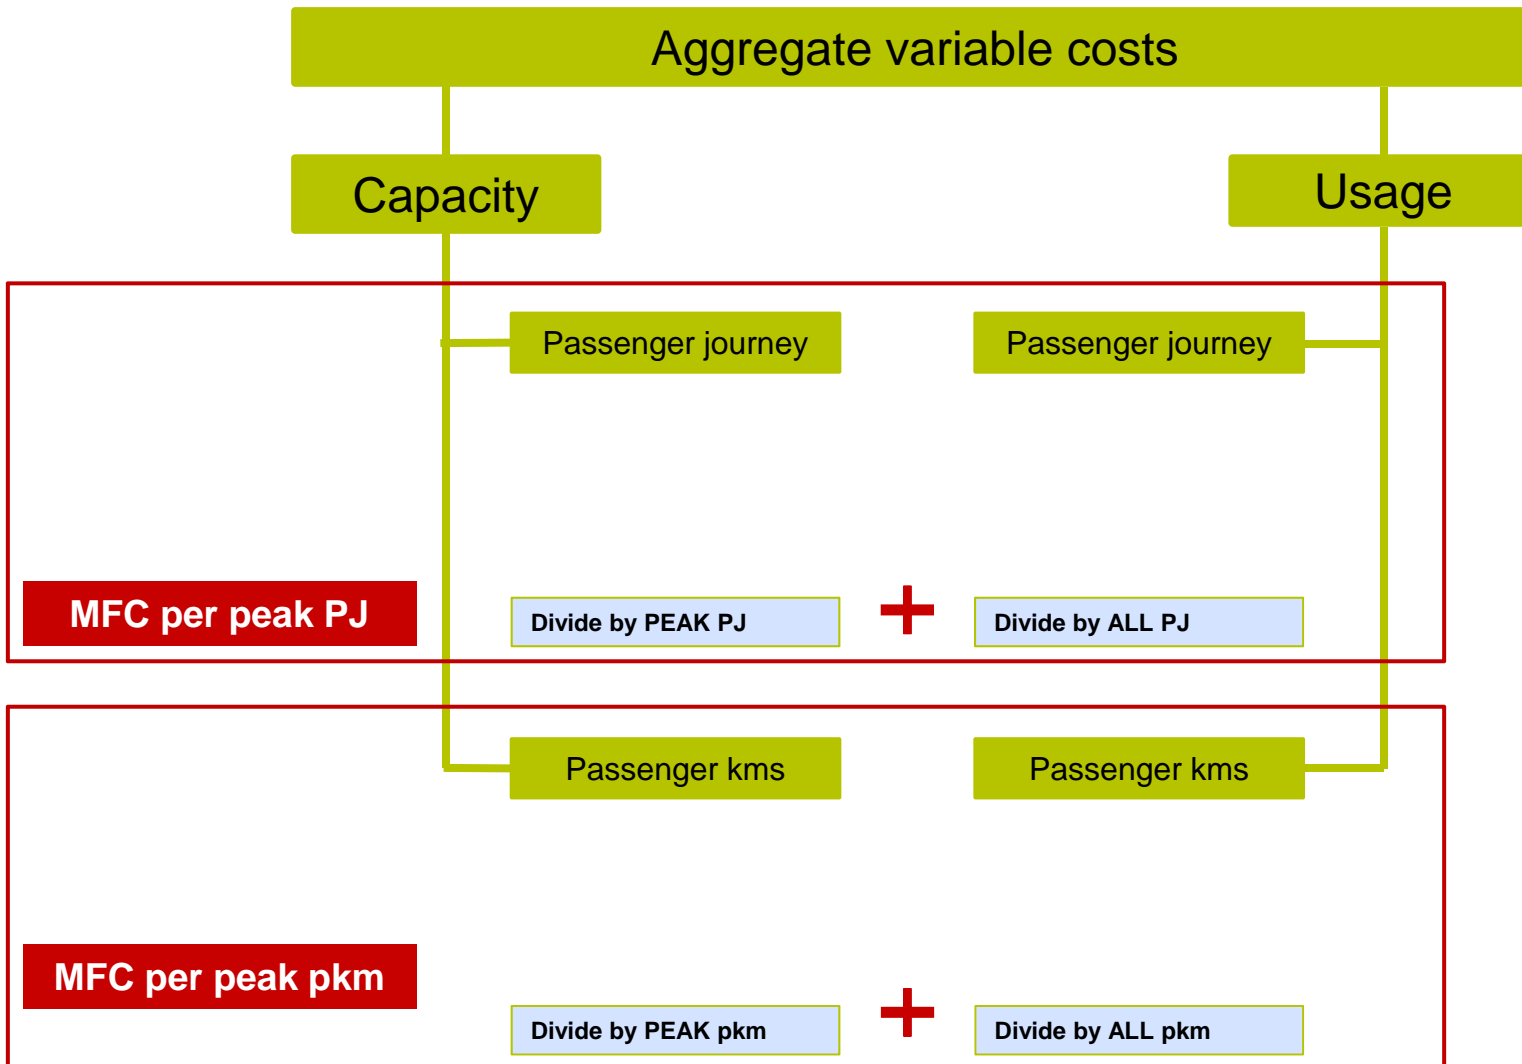 Aggregate variable costs
Capacity
Usage
Passenger journey
Passenger journey
MFC per peak PJ
Divide by PEAK PJ
+
Divide by ALL PJ
Passenger kms
Passenger kms
MFC per peak pkm
Divide by PEAK pkm
+
Divide by ALL pkm